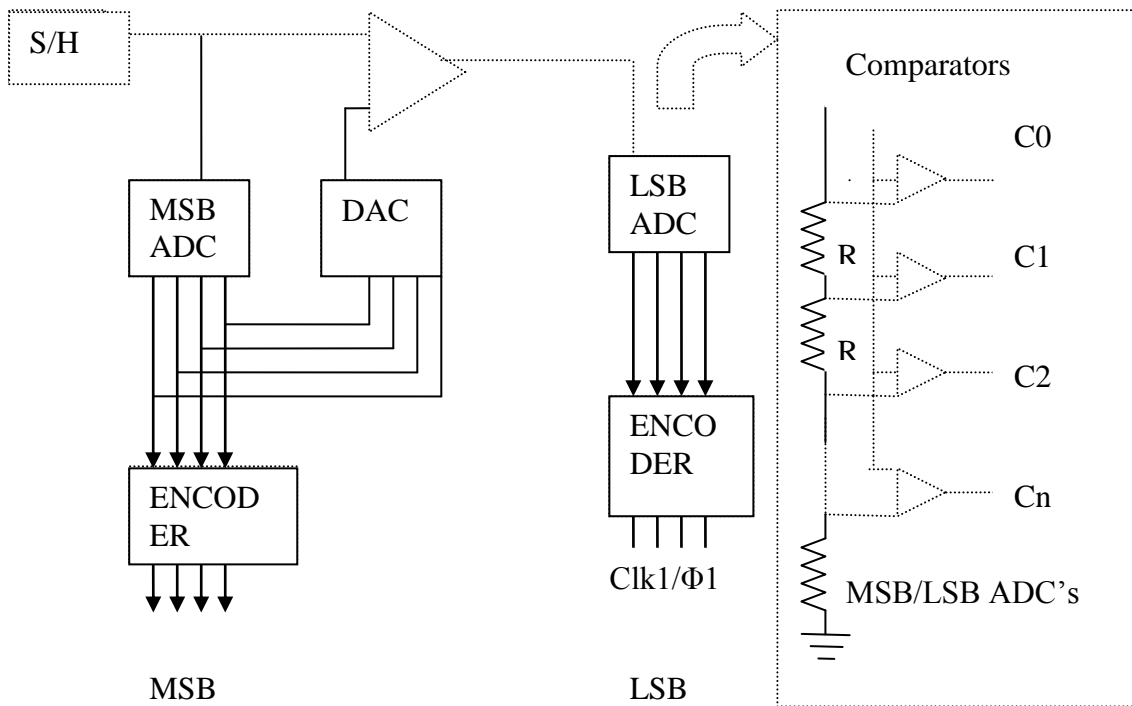 S/H
Comparators
C0
MSB
ADC
DAC
LSB
ADC
R
C1
R
C2
ENCO
DER
ENCOD
ER
Cn
Clk1/Φ1
MSB/LSB ADC's
MSB
LSB